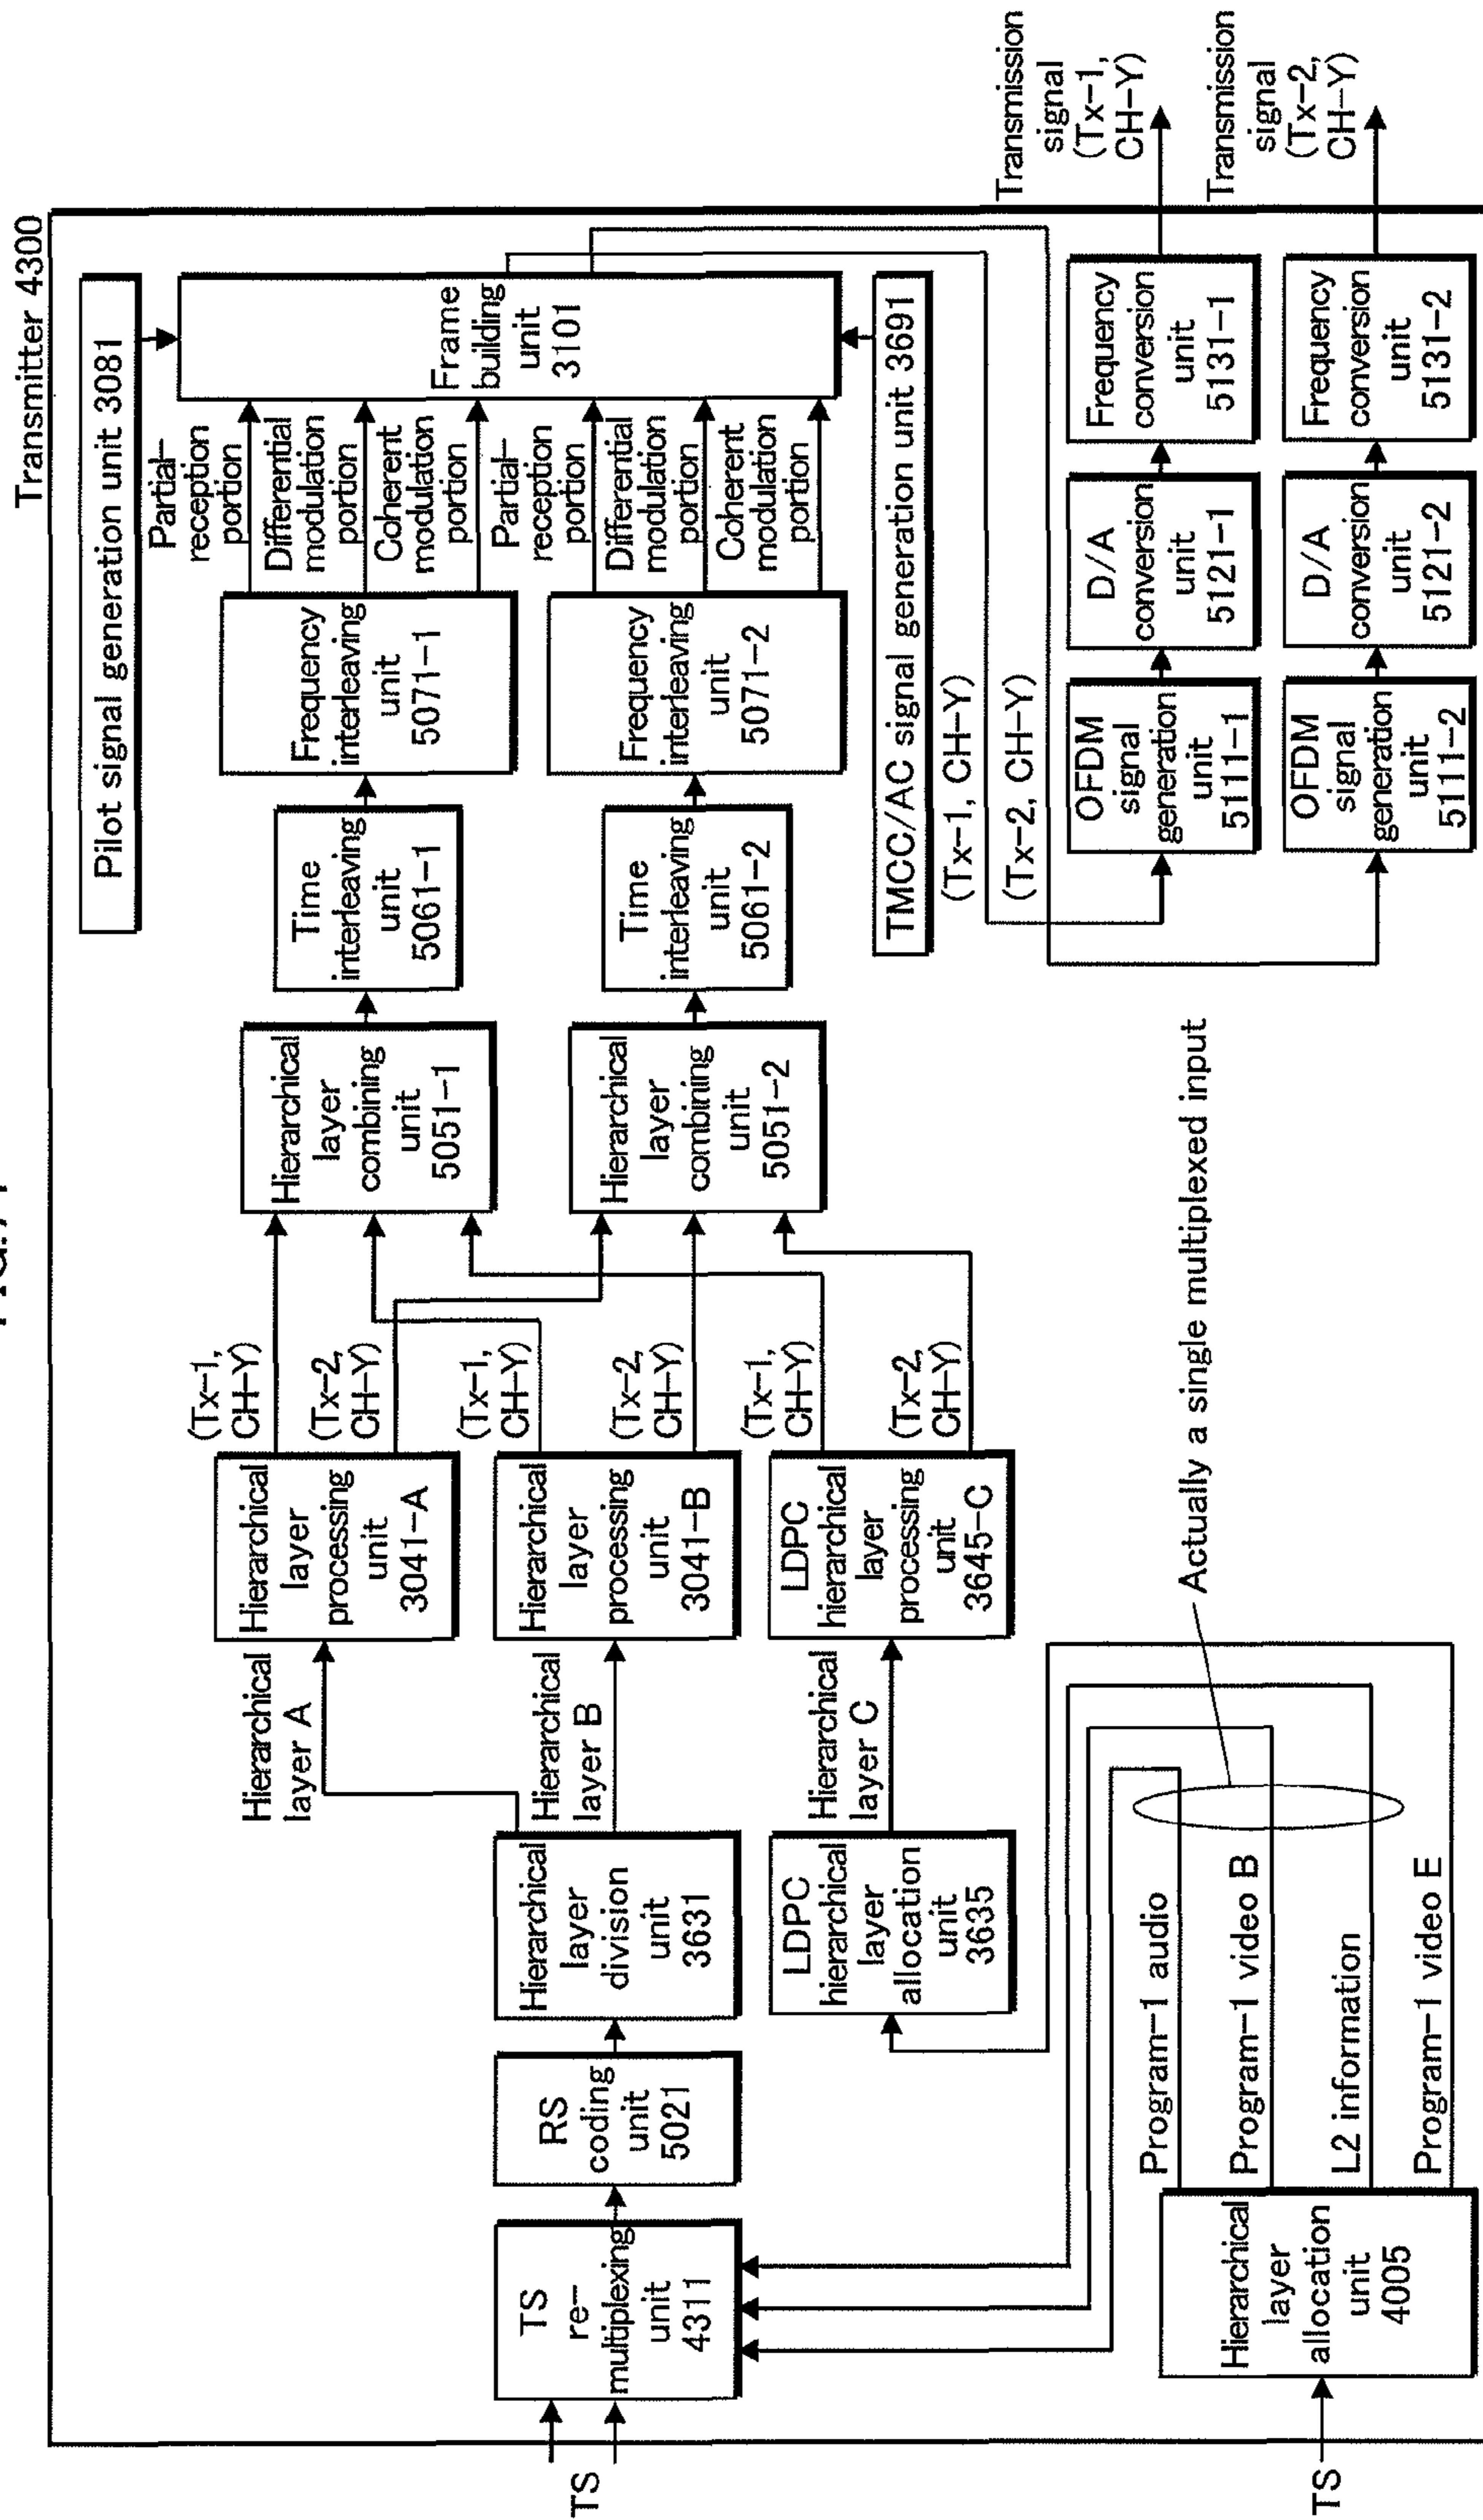 Transmitter 4300
Pilot signal generation unit 3081
TS
TS
re-
multiplexing
unit
4311
RS
coding
unit
5021
Hierarchical
layer
division
unit
3631
Hierarchical
layer A
Hierarchical
layer B
Hierarchical
layer processing
unit
3041-A
Hierarchical
layer
processing
unit
3041-B
(Tx-1,
CH-Y)
(Tx-2,
CH-Y)
(Tx-1,
CH-Y)
(Tx-2,
CH-Y)
Hierarchical
layer
combining
unit
5051-1
Hierarchical
layer
combining
unit
5051-2
Time
interleaving
unit
5061-1
Time
interleaving
unit
5061-2
Frequency
interleaving
unit
5071-1
Frequency
interleaving
unit
5071-2
Partial-
reception
portion
Differential
modulation
portion
Coherent
modulation
portion
Partial-
reception
portion
Differential
modulation
portion
Coherent
modulation
portion
Frame
building
unit
3101
LDPC
hierarchical
layer
allocation
unit
3635
Hierarchical
layer C
LDPC
hierarchical
layer
processing
unit
3645-C
(Tx-1,
CH-Y)
(Tx-2,
CH-Y)
TMCC/AC signal generation unit 3691
(Tx-1, CH-Y)
(Tx-2, CH-Y)
TS
Hierarchical
layer
allocation
unit
4005
Program-1 audio
Program-1 video B
L2 information
Program-1 video E
Actually a single multiplexed input
OFDM
signal
generation
unit
5111-1
D/A
conversion
unit
5121-1
Frequency
conversion
unit
5131-1
Transmission
signal
(Tx-1,
CH-Y)
OFDM
signal
generation
unit
5111-2
D/A
conversion
unit
5121-2
Frequency
conversion
unit
5131-2
Transmission
signal
(Tx-2,
CH-Y)